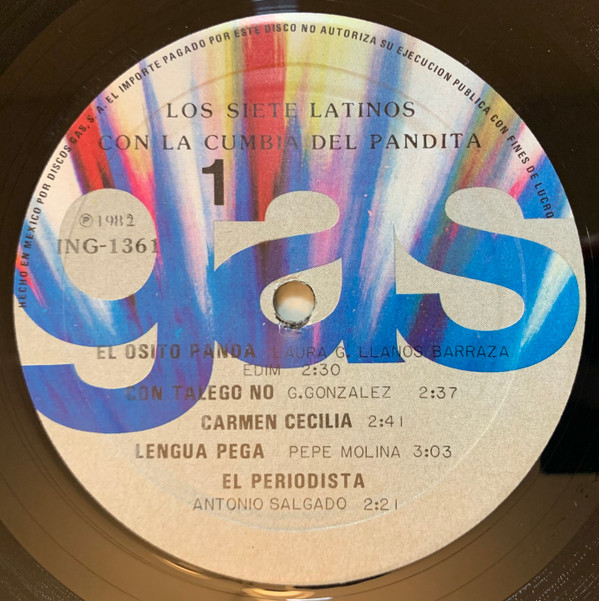 HECHO EN MEXICO POR DISCOS GAS, S. A. EL IMPORTE PAGADO POR ESTE DISCO NO AUTORIZA SU EJECUCION PUBLICA CON FINES DE LUCRO
LOS SIETE LATINOS
CON LA CUMBIA DEL PANDITA
1
℗ 1982
ING-1361
gas
EL OSITO PANDA LAURA G. LLANOS BARRAZA
EDIM 2:30
CON TALEGO NO G.GONZALEZ 2:37
CARMEN CECILIA 2:41
LENGUA PEGA PEPE MOLINA 3:03
EL PERIODISTA
ANTONIO SALGADO 2:21